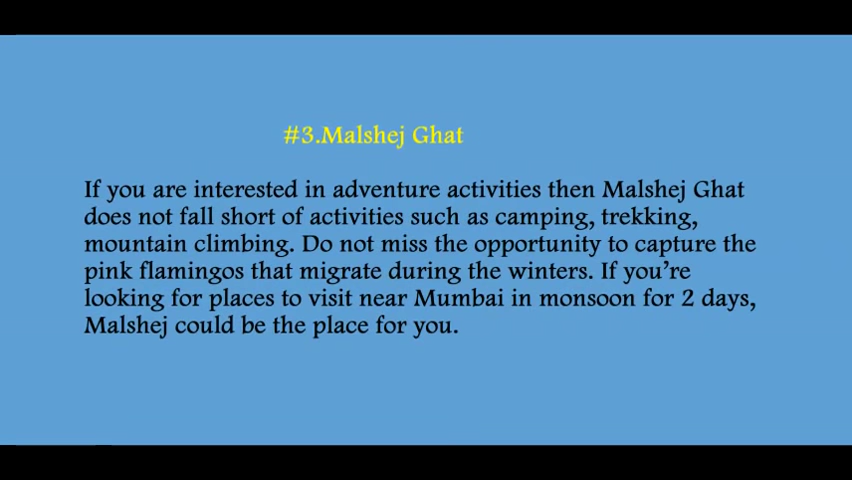 #3.Malshej Ghat
If you are interested in adventure activities then Malshej Ghat
does not fall short of activities such as camping, trekking,
mountain climbing. Do not miss the opportunity to capture the
pink flamingos that migrate during the winters. If you’re
looking for places to visit near Mumbai in monsoon for 2 days,
Malshej could be the place for you.